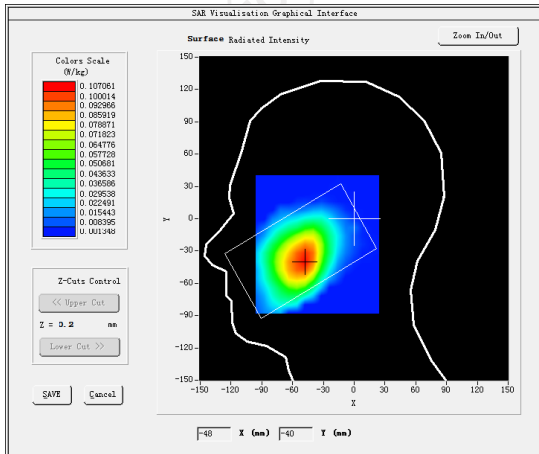 SAR Visualisation Graphical Interface
Surface Radiated Intensity
Zoom In/Out
Colors Scale
(W/kg)
0.107061
0.100014
0.092966
0.085919
0.078871
0.071823
0.064776
0.057728
0.050681
0.043633
0.036586
0.029538
0.022491
0.015443
0.008395
0.001348
Z-Cuts Control
<< Upper Cut
Z = 0.2 mm
Lower Cut >>
SAVE Cancel
150
120
90
60
30
0
-30
-60
-90
-120
-150
Y
-150 -120 -90 -60 -30 0 30 60 90 120 150
X
-48 X (mm) -40 Y (mm)